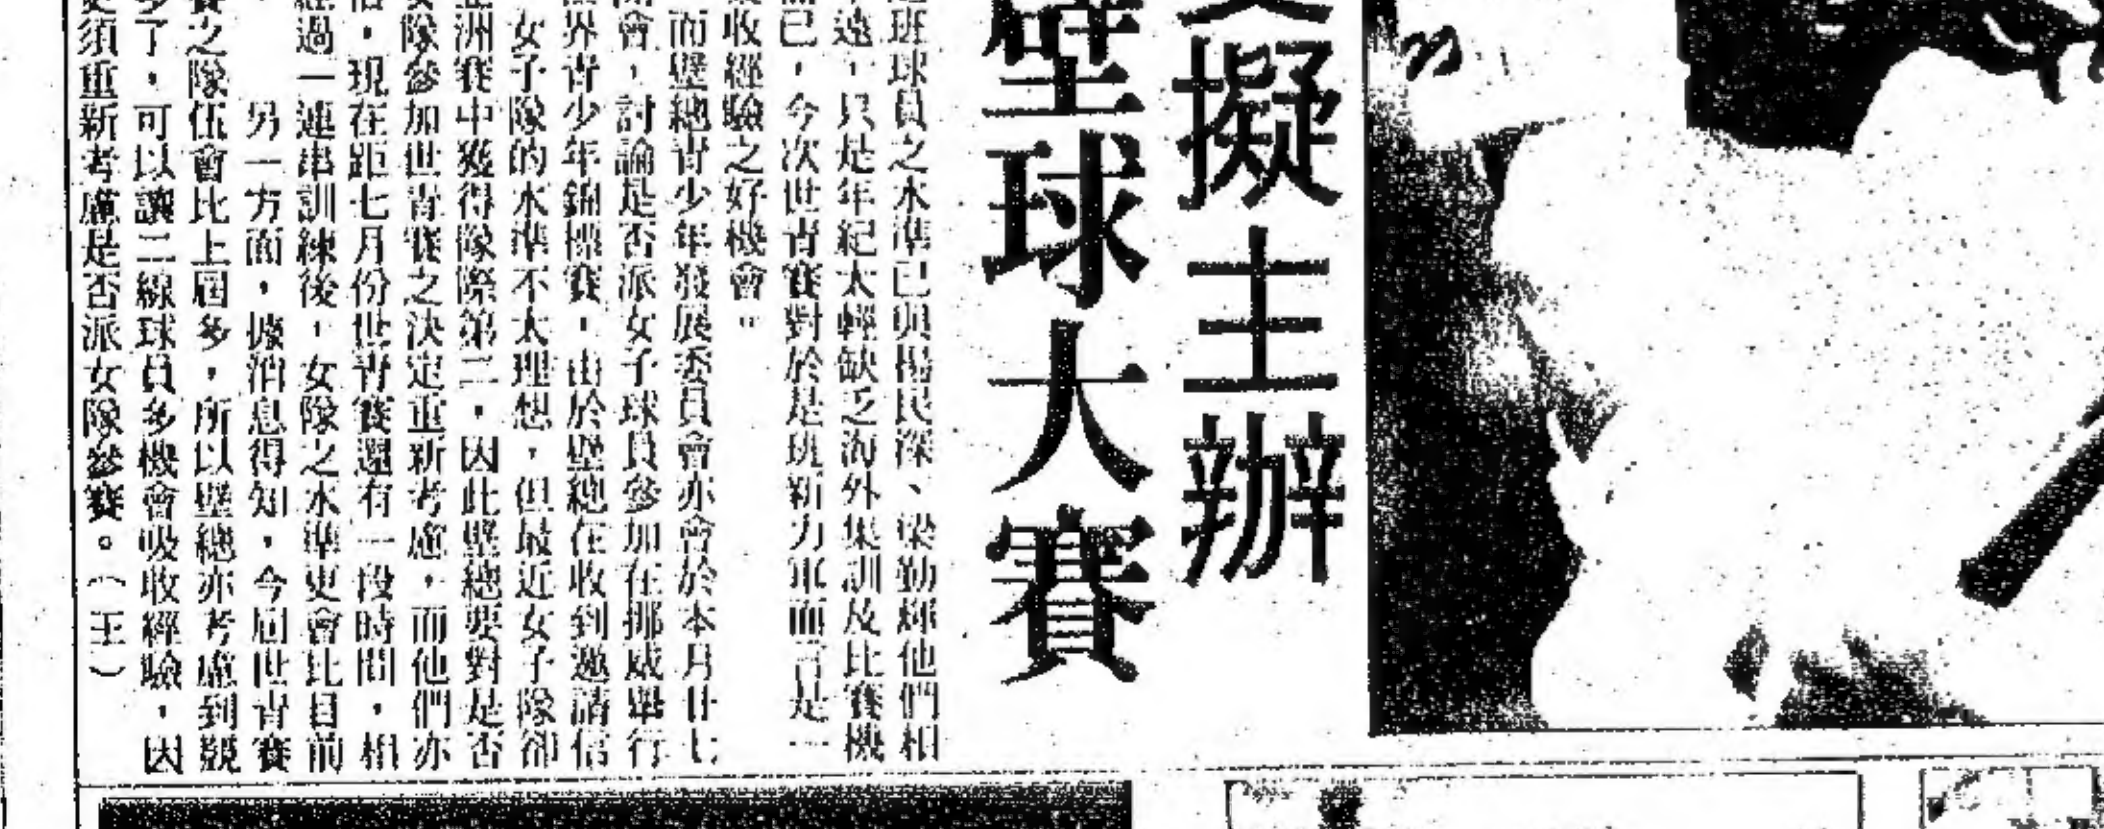 擬主辦
壁球大賽
班球員之水準已與楊民深、梁勤輝他們相
遠，只是年紀太輕缺乏海外集訓及比賽機
已，今次世青賽對於是班新力軍而言是一
收經驗之好機會。
而壁總青少年發展委員會亦會於本月廿七
會，討論是否派女子球員參加在挪威舉行
界青少年錦標賽，由於壁總在收到邀請信
女子隊的水準不太理想，但最近女子隊卻
洲賽中獲得隊際第二，因此壁總要對是否
隊參加世青賽之決定重新考慮，而他們亦
，現在距七月份世青賽還有一段時間，相
過一連串訓練後，女隊之水準更會比目前
另一方面，據消息得知，今屆世青賽
之隊伍會比上屆多，所以壁總亦考慮到競
了，可以讓二線球員多機會吸收經驗，因
須重新考慮是否派女隊參賽。（王）